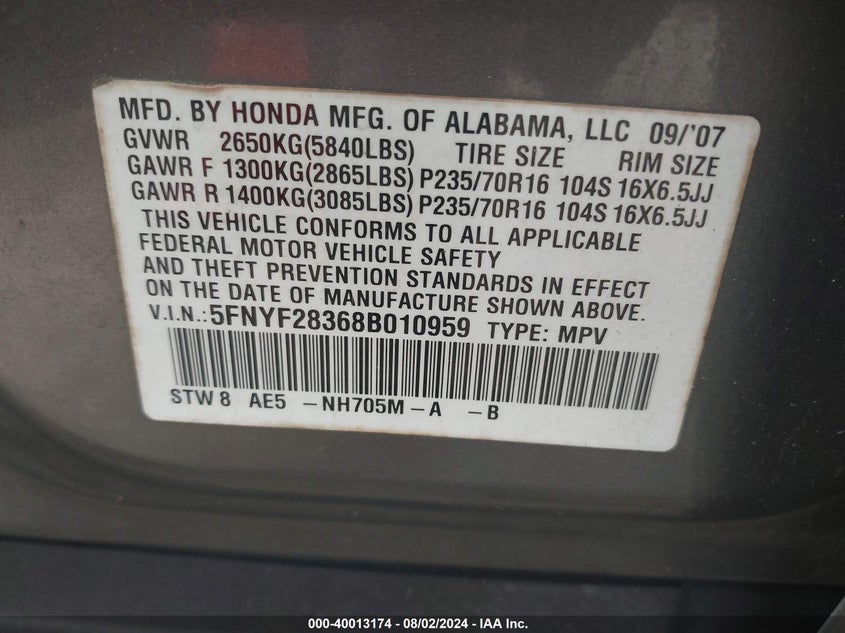 MFD. BY HONDA MFG. OF ALABAMA, LLC 09/'07
GVWR 2650KG(5840LBS) TIRE SIZE RIM SIZE
GAWR F 1300KG(2865LBS) P235/70R16 104S 16X6.5JJ
GAWR R 1400KG(3085LBS) P235/70R16 104S 16X6.5JJ
THIS VEHICLE CONFORMS TO ALL APPLICABLE
FEDERAL MOTOR VEHICLE SAFETY
AND THEFT PREVENTION STANDARDS IN EFFECT
ON THE DATE OF MANUFACTURE SHOWN ABOVE.
V.I.N.:5FNYF28368B010959 TYPE: MPV
STW 8 AE5 -NH705M-A -B
000-40013174 - 08/02/2024 - IAA Inc.